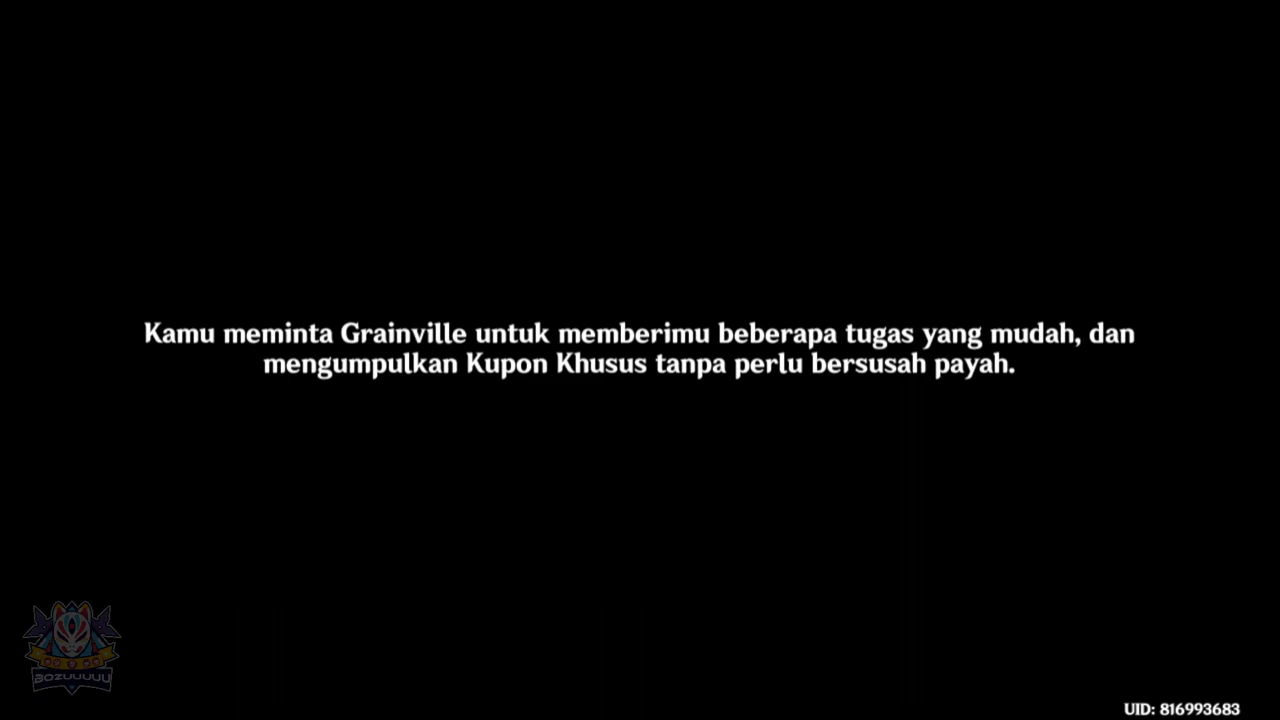 Kamu meminta Grainville untuk memberimu beberapa tugas yang mudah, dan
mengumpulkan Kupon Khusus tanpa perlu bersusah payah.
BOZUUUUU
UID: 816993683